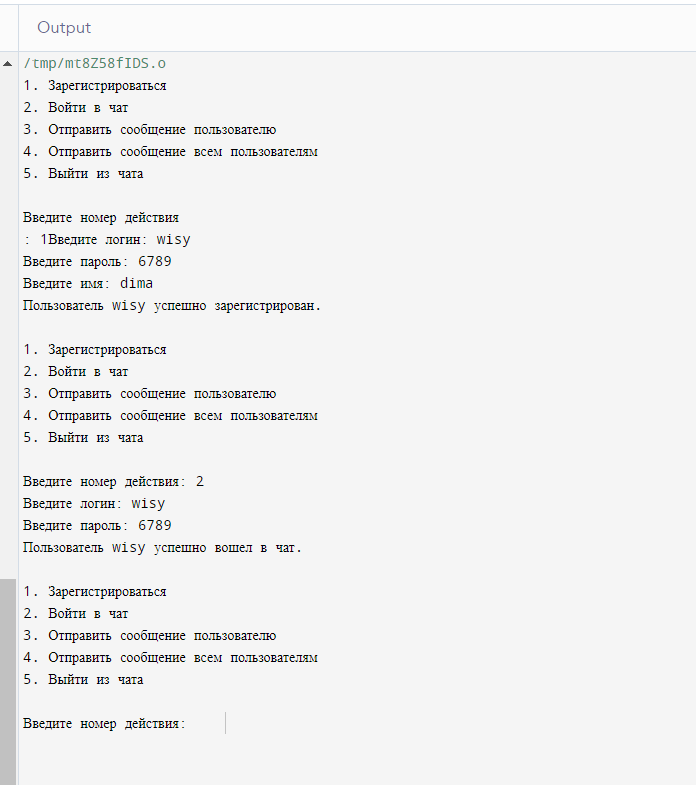 Output
/tmp/mt8Z58fIDS.o
1. Зарегистрироваться
2. Войти в чат
3. Отправить сообщение пользователю
4. Отправить сообщение всем пользователям
5. Выйти из чата
Введите номер действия
: 1Введите логин: wisy
Введите пароль: 6789
Введите имя: dima
Пользователь wisy успешно зарегистрирован.
1. Зарегистрироваться
2. Войти в чат
3. Отправить сообщение пользователю
4. Отправить сообщение всем пользователям
5. Выйти из чата
Введите номер действия: 2
Введите логин: wisy
Введите пароль: 6789
Пользователь wisy успешно вошел в чат.
1. Зарегистрироваться
2. Войти в чат
3. Отправить сообщение пользователю
4. Отправить сообщение всем пользователям
5. Выйти из чата
Введите номер действия: